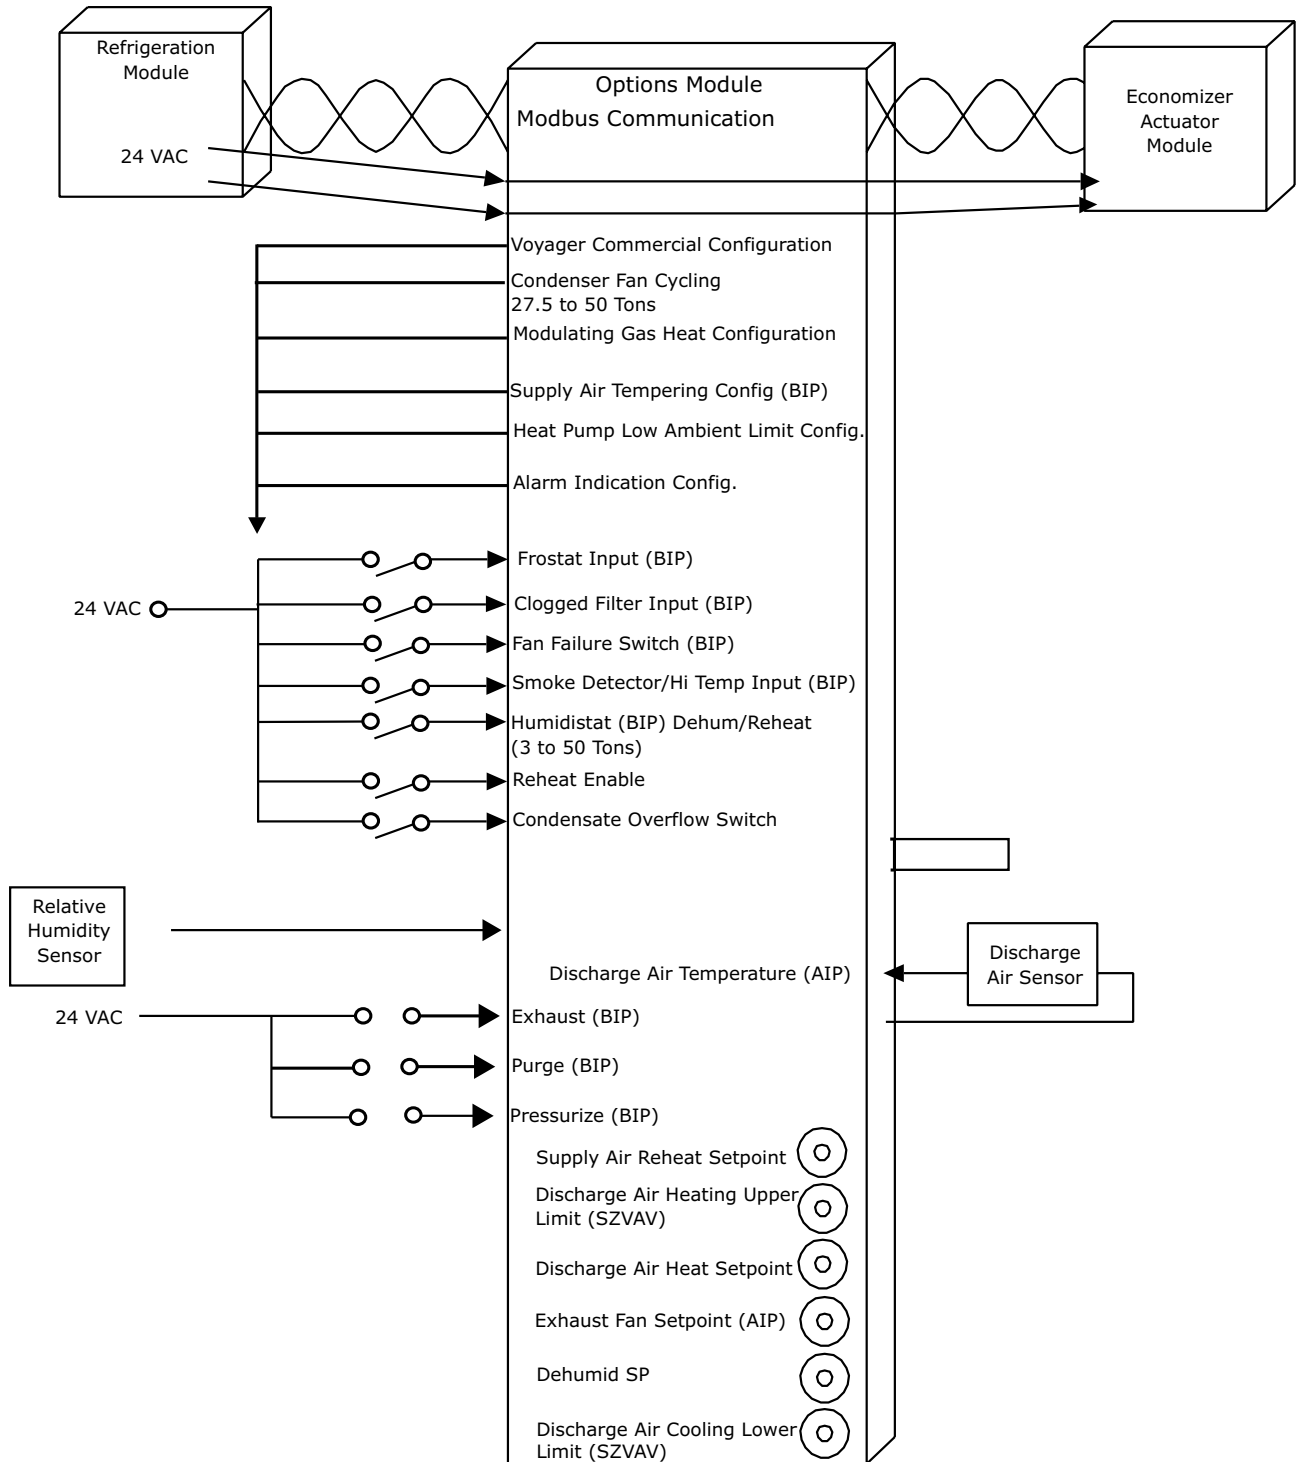 Refrigeration
Module
24 VAC
Options Module
Modbus Communication
Economizer
Actuator
Module
Voyager Commercial Configuration
Condenser Fan Cycling
27.5 to 50 Tons
Modulating Gas Heat Configuration
Supply Air Tempering Config (BIP)
Heat Pump Low Ambient Limit Config.
Alarm Indication Config.
24 VAC
Frostat Input (BIP)
Clogged Filter Input (BIP)
Fan Failure Switch (BIP)
Smoke Detector/Hi Temp Input (BIP)
Humidistat (BIP) Dehum/Reheat
(3 to 50 Tons)
Reheat Enable
Condensate Overflow Switch
Relative
Humidity
Sensor
Discharge Air Temperature (AIP)
Discharge
Air Sensor
24 VAC
Exhaust (BIP)
Purge (BIP)
Pressurize (BIP)
Supply Air Reheat Setpoint
Discharge Air Heating Upper
Limit (SZVAV)
Discharge Air Heat Setpoint
Exhaust Fan Setpoint (AIP)
Dehumid SP
Discharge Air Cooling Lower
Limit (SZVAV)